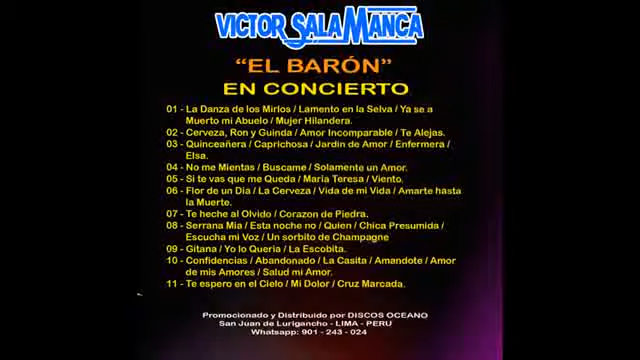 VICTOR SALAMANCA
“EL BARÓN”
EN CONCIERTO
01 - La Danza de los Mirlos / Lamento en la Selva / Ya se a
Muerto mi Abuelo / Mujer Hilandera.
02 - Cerveza, Ron y Guinda / Amor Incomparable / Te Alejas.
03 - Quinceañera / Caprichosa / Jardin de Amor / Enfermera /
Elsa.
04 - No me Mientas / Buscame / Solamente un Amor.
05 - Si te vas que me Queda / Maria Teresa / Viento.
06 - Flor de un Dia / La Cerveza / Vida de mi Vida / Amarte hasta
la Muerte.
07 - Te heche al Olvido / Corazon de Piedra.
08 - Serrana Mia / Esta noche no / Quien / Chica Presumida /
Escucha mi Voz / Un sorbito de Champagne
09 - Gitana / Yo lo Queria / La Escobita.
10 - Confidencias / Abandonado / La Casita / Amandote / Amor
de mis Amores / Salud mi Amor.
11 - Te espero en el Cielo / Mi Dolor / Cruz Marcada.
Promocionado y Distribuido por DISCOS OCEANO
San Juan de Lurigancho - LIMA - PERU
Whatsapp: 901 - 243 - 024